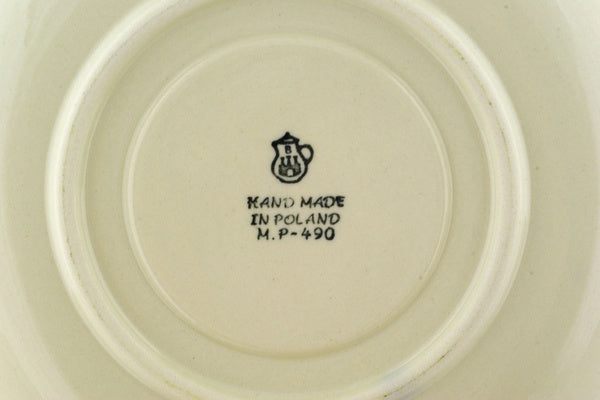 B
HAND MADE
IN POLAND
M.P-490